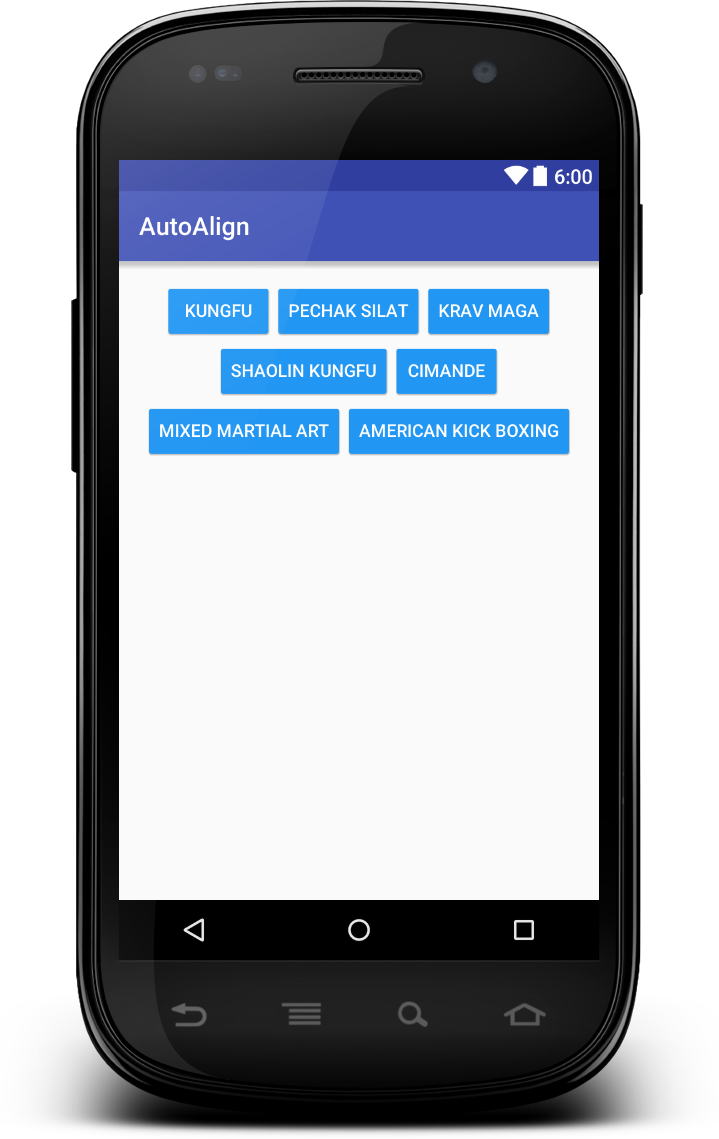 6:00
AutoAlign
KUNGFU PECHAK SILAT KRAV MAGA
SHAOLIN KUNGFU CIMANDE
MIXED MARTIAL ART AMERICAN KICK BOXING